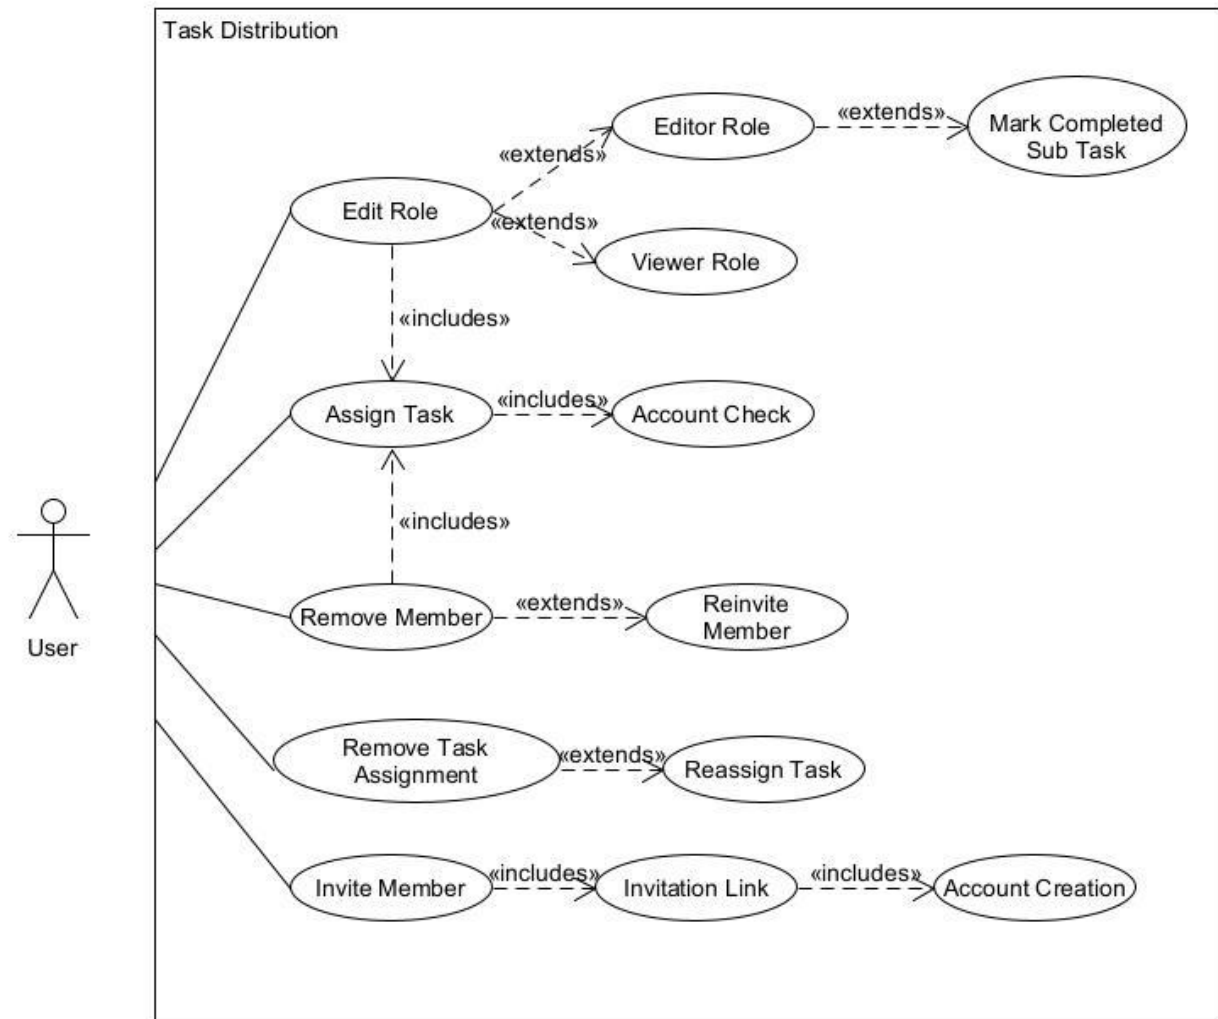 Task Distribution
Editor Role
«extends»
Mark Completed
Sub Task
«extends»
Edit Role
«extends»
Viewer Role
«includes»
Assign Task
«includes»
Account Check
«includes»
Remove Member
«extends»
Reinvite
Member
User
Remove Task
Assignment
«extends»
Reassign Task
Invite Member
«includes»
Invitation Link
«includes»
Account Creation